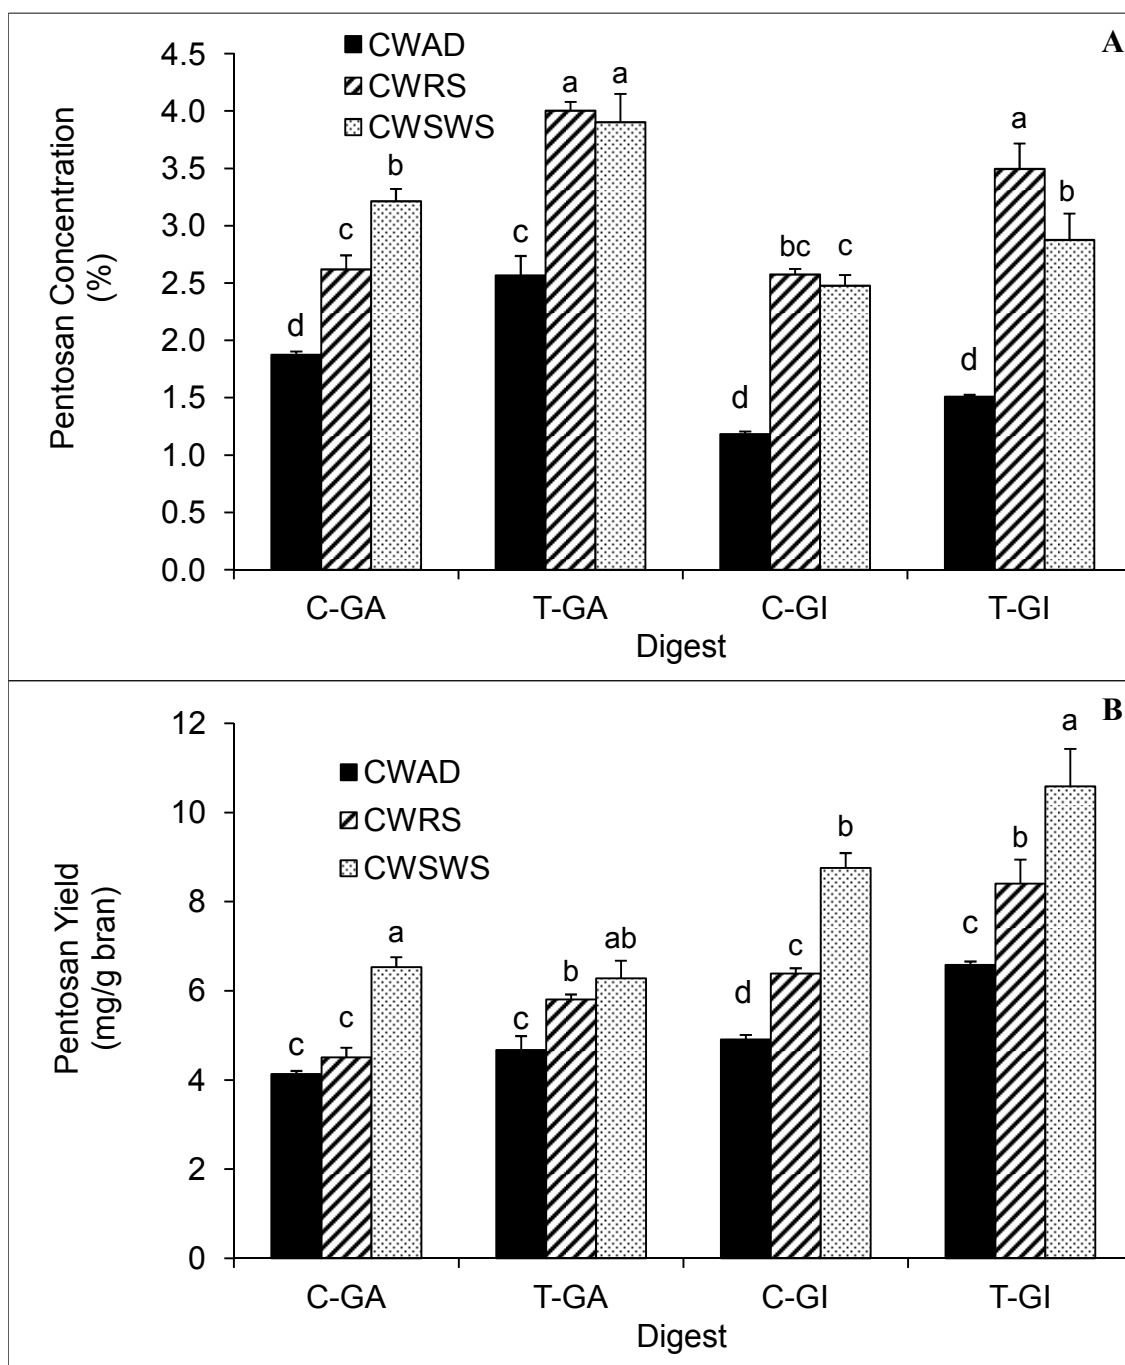 A
CWAD
CWRS
CWSWS
4.5
4.0
3.5
3.0
2.5
2.0
1.5
1.0
0.5
0.0
Pentosan Concentration
(%)
d
c
b
c
a
a
d
bc
c
d
a
b
C-GA T-GA C-GI T-GI
Digest
B
CWAD
CWRS
CWSWS
12
10
8
6
4
2
0
Pentosan Yield
(mg/g bran)
c
c
a
c
b
ab
d
c
b
c
b
a
C-GA T-GA C-GI T-GI
Digest